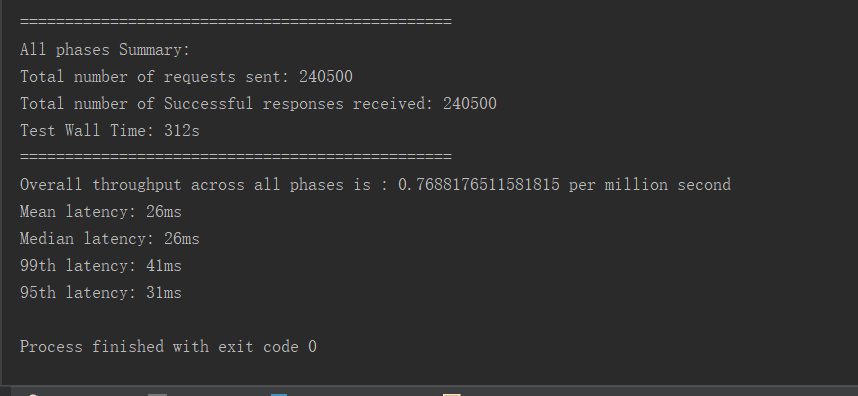 ================================================
All phases Summary:
Total number of requests sent: 240500
Total number of Successful responses received: 240500
Test Wall Time: 312s
================================================
Overall throughput across all phases is : 0.7688176511581815 per million second
Mean latency: 26ms
Median latency: 26ms
99th latency: 41ms
95th latency: 31ms
Process finished with exit code 0